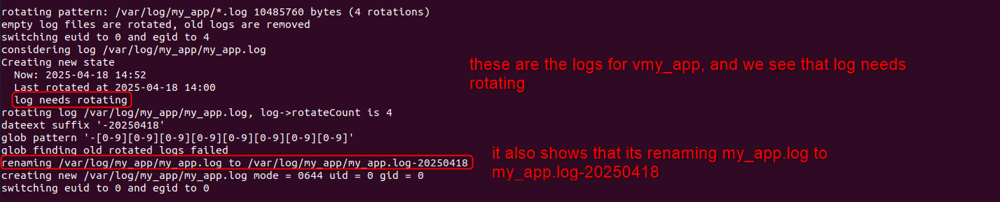 rotating pattern: /var/log/my_app/*.log 10485760 bytes (4 rotations)
empty log files are rotated, old logs are removed
switching euid to 0 and egid to 4
considering log /var/log/my_app/my_app.log
Creating new state
  Now: 2025-04-18 14:52
  Last rotated at 2025-04-18 14:00
  log needs rotating
rotating log /var/log/my_app/my_app.log, log->rotateCount is 4
dateext suffix '-20250418'
glob pattern '-[0-9][0-9][0-9][0-9][0-9][0-9][0-9][0-9]'
glob finding old rotated logs failed
renaming /var/log/my_app/my_app.log to /var/log/my_app/my_app.log-20250418
creating new /var/log/my_app/my_app.log mode = 0644 uid = 0 gid = 0
switching euid to 0 and egid to 0
these are the logs for vmy_app, and we see that log needs
rotating
it also shows that its renaming my_app.log to
my_app.log-20250418